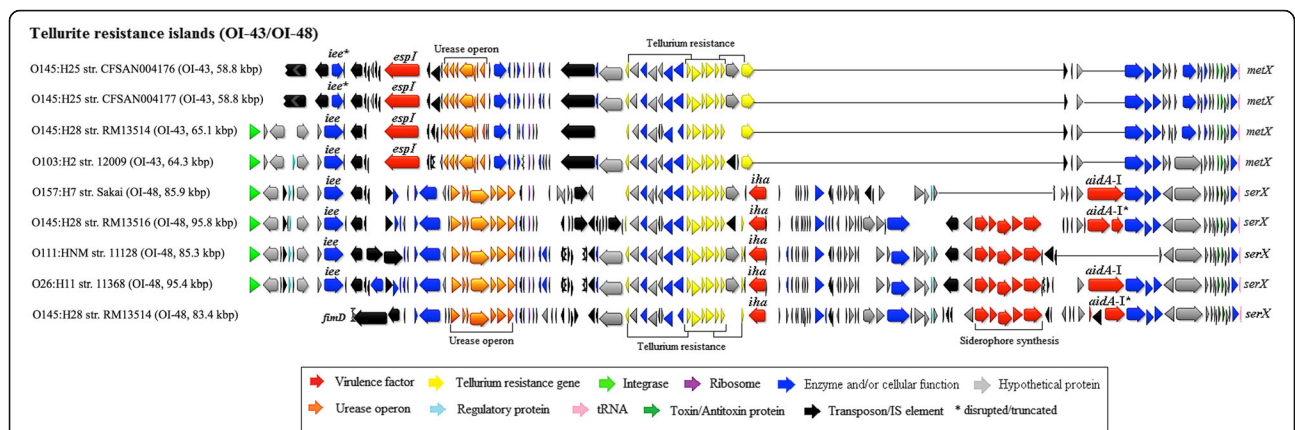 Tellurite resistance islands (OI-43/OI-48)
Urease operon
Tellurium resistance
iee*
espI
O145:H25 str. CFSAN004176 (OI-43, 58.8 kbp)
metX
iee*
espI
O145:H25 str. CFSAN004177 (OI-43, 58.8 kbp)
metX
iee
espI
O145:H28 str. RM13514 (OI-43, 65.1 kbp)
metX
iee
espI
O103:H2 str. 12009 (OI-43, 64.3 kbp)
metX
iee
iha
aidA-I
O157:H7 str. Sakai (OI-48, 85.9 kbp)
serX
iee
iha
aidA-I*
O145:H28 str. RM13516 (OI-48, 95.8 kbp)
serX
iee
iha
O111:HNM str. 11128 (OI-48, 85.3 kbp)
serX
iee
iha
aidA-I
O26:H11 str. 11368 (OI-48, 95.4 kbp)
serX
iha
aidA-I*
O145:H28 str. RM13514 (OI-48, 83.4 kbp)
fimD
serX
Urease operon
Tellurium resistance
Siderophore synthesis
Virulence factor
Tellurium resistance gene
Integrase
Ribosome
Enzyme and/or cellular function
Hypothetical protein
Urease operon
Regulatory protein
tRNA
Toxin/Antitoxin protein
Transposon/IS element
* disrupted/truncated